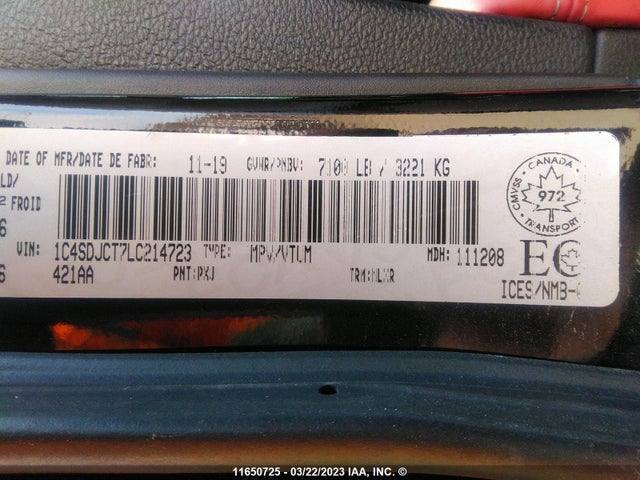 DATE OF MFR/DATE DE FABR: 11-19 GVWR/PNBV: 7100 LB / 3221 KG
LD/
FROID
6
VIN: 1C4SDJCT7LC214723 TYPE: MPV/VTUM MDH: 111208
6 421AA PNT:PXJ TRM:
CANADA
CMVSS 972
TRANSPORT
EC
ICES/NMB-
11650725 - 03/22/2023 IAA, INC. ©